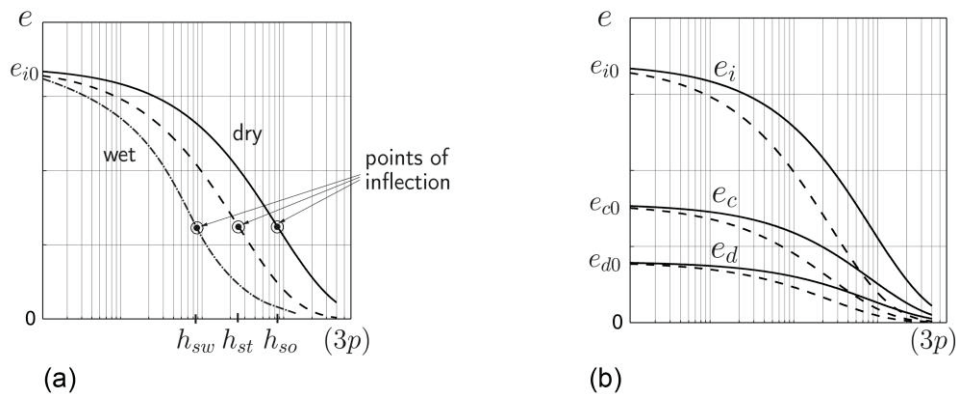 e
e_{i0}
dry
wet
points of
inflection
0
h_{sw} h_{st} h_{so} (3p)
(a)
e
e_{i0}
e_i
e_{c0}
e_c
e_{d0}
e_d
0
(3p)
(b)